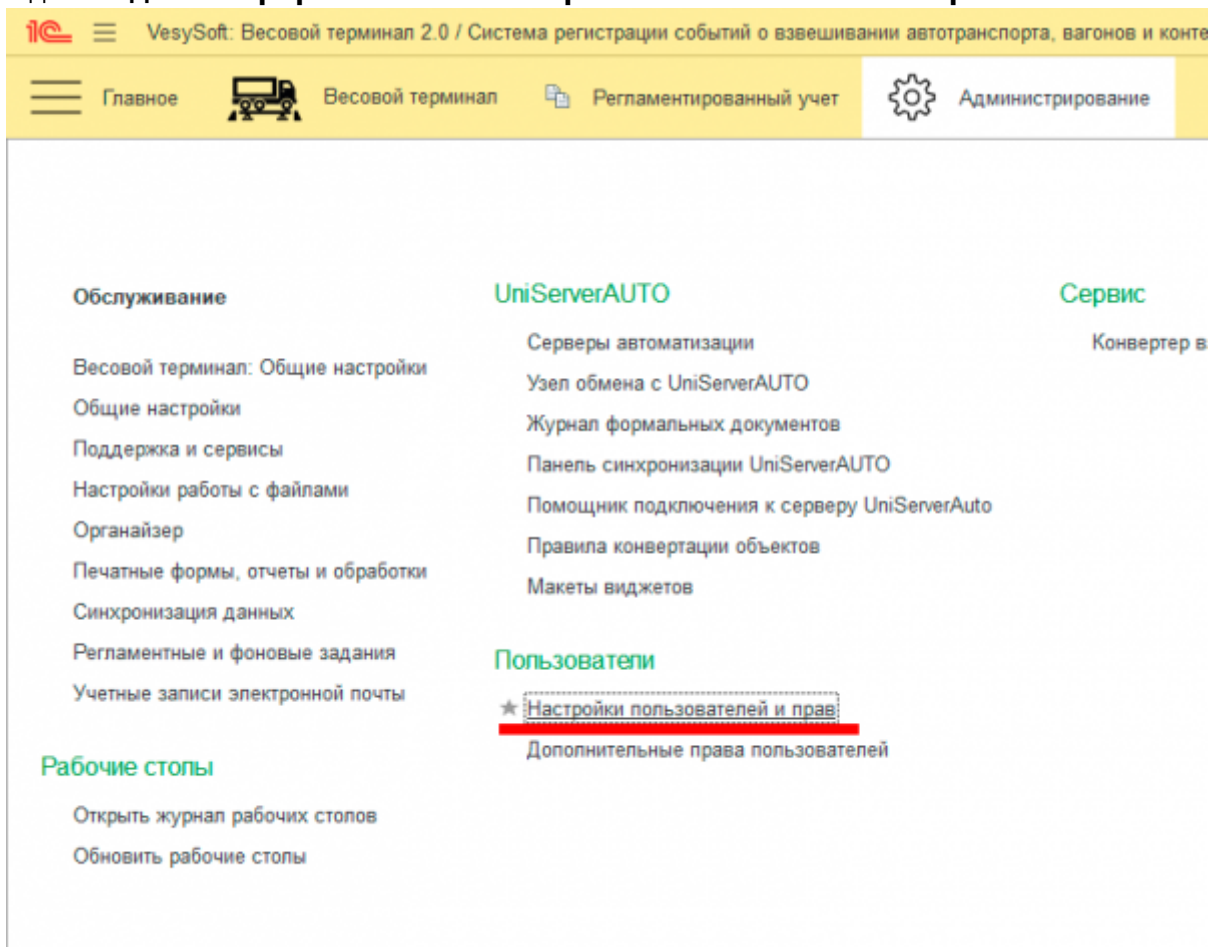 1С VesySoft: Весовой терминал 2.0 / Система регистрации событий о взвешивании автотранспорта, вагонов и конте
Главное Весовой терминал Регламентированный учет Администрирование
Обслуживание
Весовой терминал: Общие настройки
Общие настройки
Поддержка и сервисы
Настройки работы с файлами
Органайзер
Печатные формы, отчеты и обработки
Синхронизация данных
Регламентные и фоновые задания
Учетные записи электронной почты
Рабочие столы
Открыть журнал рабочих столов
Обновить рабочие столы
UniServerAUTO
Серверы автоматизации
Узел обмена с UniServerAUTO
Журнал формальных документов
Панель синхронизации UniServerAUTO
Помощник подключения к серверу UniServerAuto
Правила конвертации объектов
Макеты виджетов
Пользователи
Настройки пользователей и прав
Дополнительные права пользователей
Сервис
Конвертер в